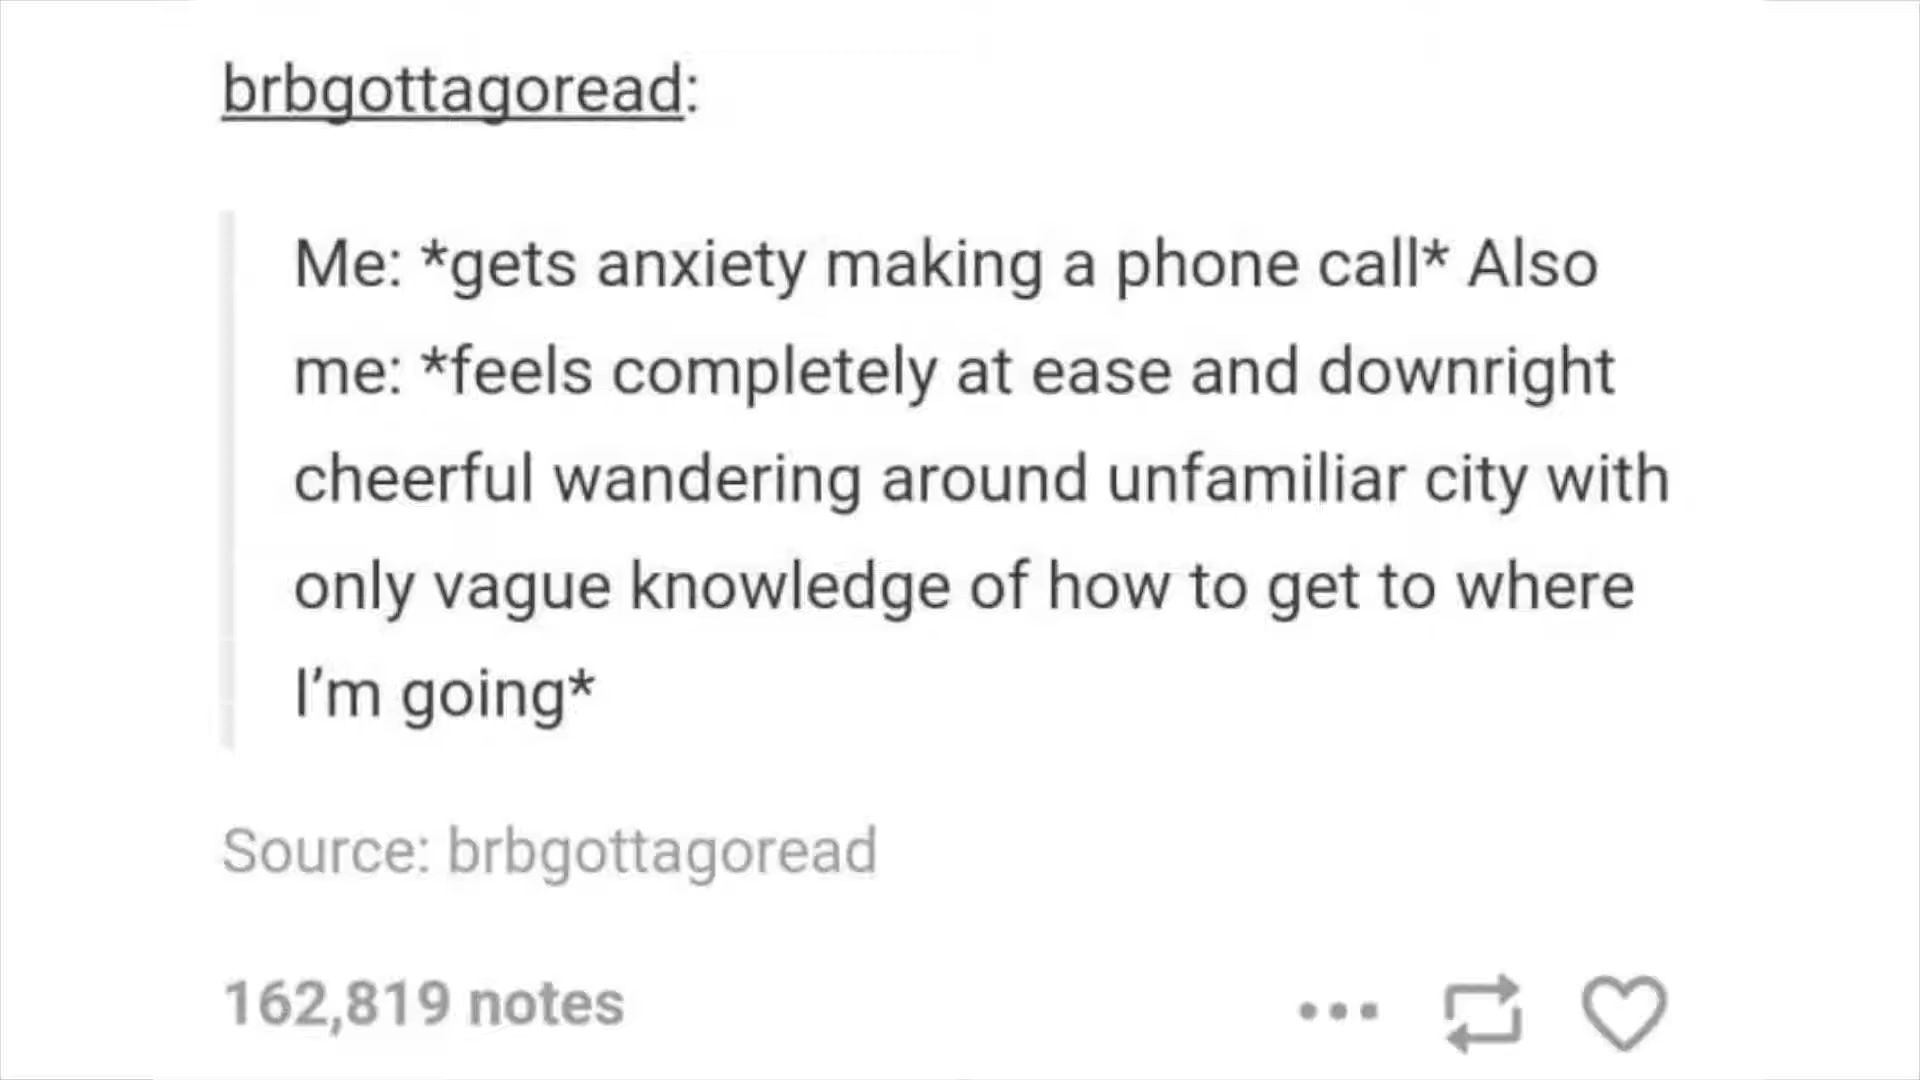 brbgottagoread:
Me: *gets anxiety making a phone call* Also
me: *feels completely at ease and downright
cheerful wandering around unfamiliar city with
only vague knowledge of how to get to where
I’m going*
Source: brbgottagoread
162,819 notes